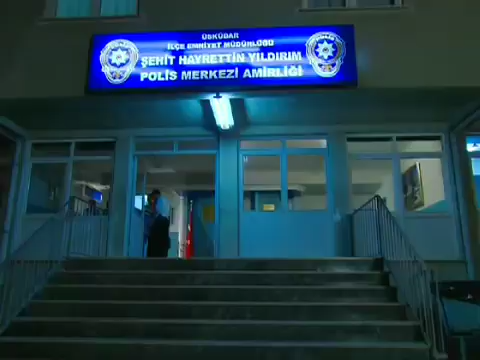 ÜSKÜDAR
İLÇE EMNİYET MÜDÜRLÜĞÜ
ŞEHİT HAYRETTİN YILDIRIM
POLİS MERKEZİ AMİRLİĞİ